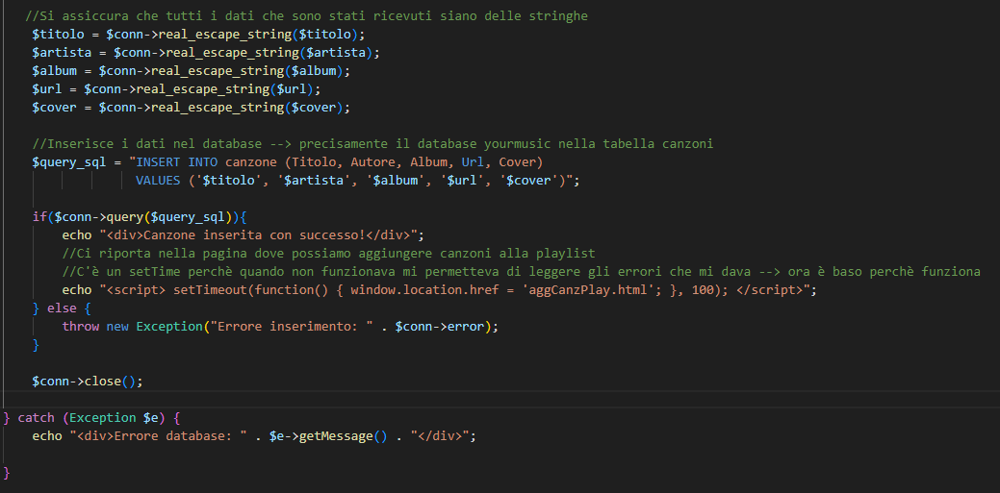 //Si assiccura che tutti i dati che sono stati ricevuti siano delle stringhe
$titolo = $conn->real_escape_string($titolo);
$artista = $conn->real_escape_string($artista);
$album = $conn->real_escape_string($album);
$url = $conn->real_escape_string($url);
$cover = $conn->real_escape_string($cover);
//Inserisce i dati nel database --> precisamente il database yourmusic nella tabella canzoni
$query_sql = "INSERT INTO canzone (Titolo, Autore, Album, Url, Cover)
VALUES ('$titolo', '$artista', '$album', '$url', '$cover')";
if($conn->query($query_sql)){
echo "<div>Canzone inserita con successo!</div>";
//Ci riporta nella pagina dove possiamo aggiungere canzoni alla playlist
//C'è un setTime perchè quando non funzionava mi permetteva di leggere gli errori che mi dava --> ora è baso perchè funziona
echo "<script> setTimeout(function() { window.location.href = 'aggCanzPlay.html'; }, 100); </script>";
} else {
throw new Exception("Errore inserimento: " . $conn->error);
}
$conn->close();
} catch (Exception $e) {
echo "<div>Errore database: " . $e->getMessage() . "</div>";
}